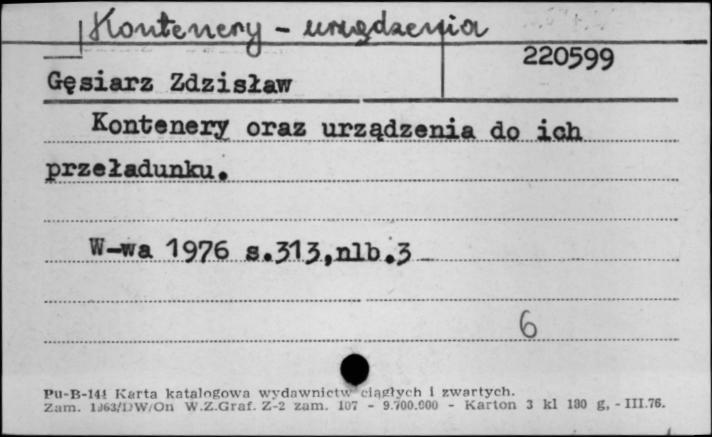 Kontenery - urządzenia
220599
Gęsiarz Zdzisław
Kontenery oraz urządzenia do ich
przeładunku.
W-wa 1976 s.313,nlb.3
6
Pu-B-141 Karta katalogowa wydawnictw ciągłych i zwartych.
Zam. 1363/DW/On W.Z.Graf. Z-2 zam. 107 - 9.700.000 - Karton 3 kl 180 g, - III.76.